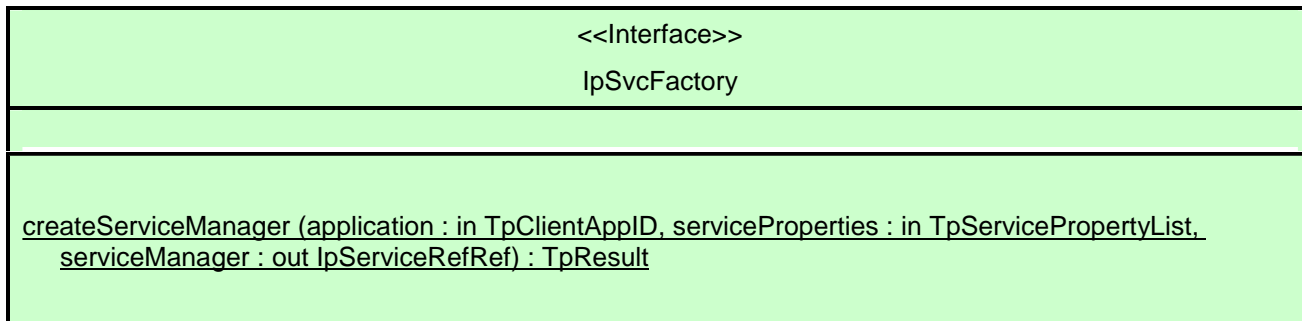 <<Interface>>
IpSvcFactory
createServiceManager (application : in TpClientAppID, serviceProperties : in TpServicePropertyList,
serviceManager : out IpServiceRefRef) : TpResult